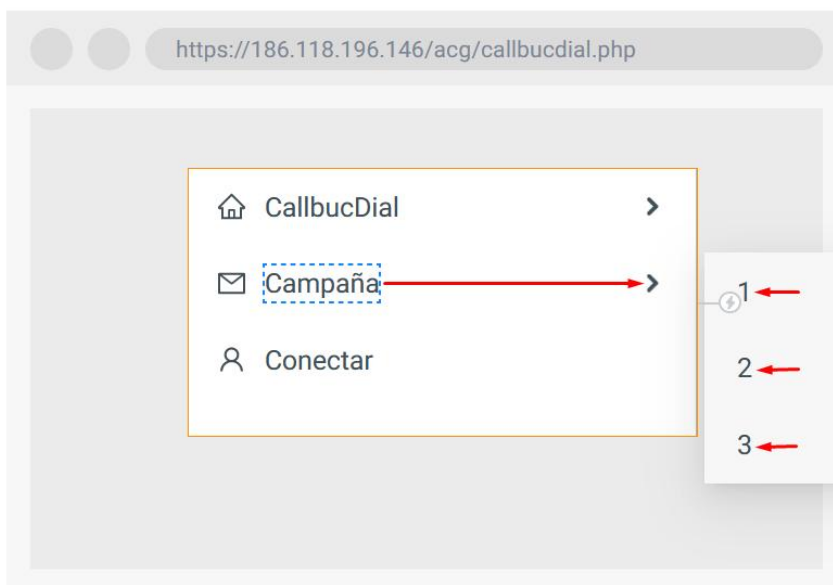 https://186.118.196.146/acg/callbucdial.php
CallbucDial
Campaña
1
2
Conectar
3